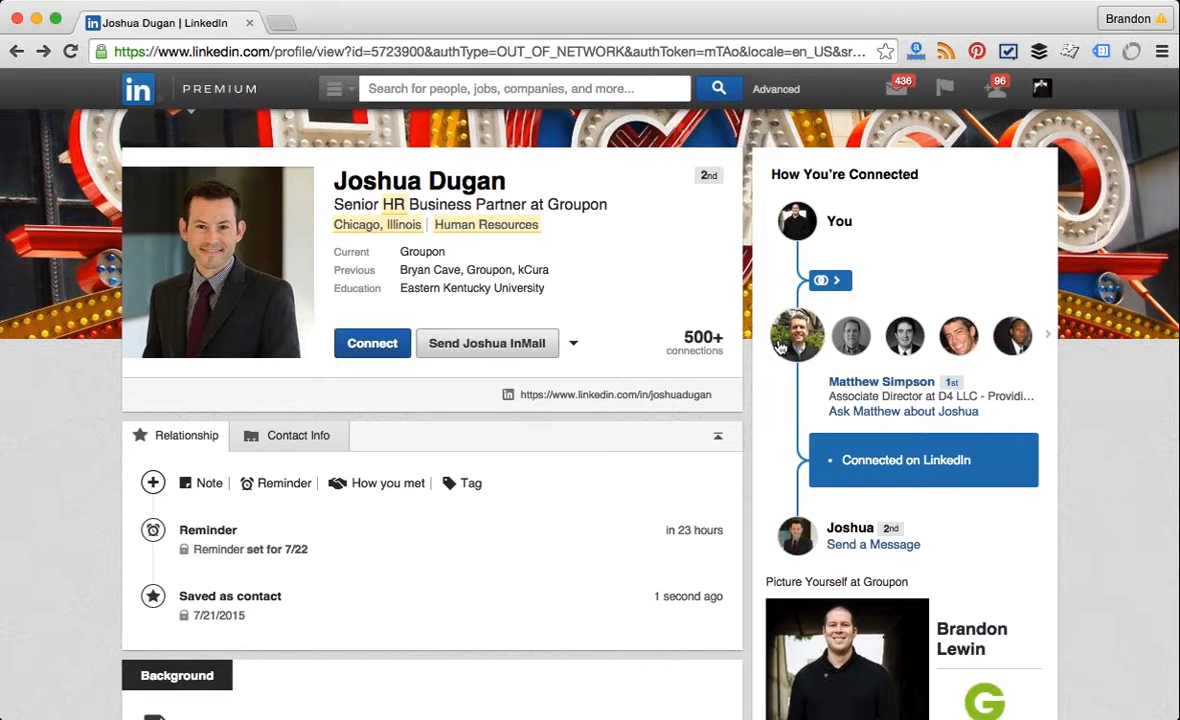 Joshua Dugan | LinkedIn
Brandon
https://www.linkedin.com/profile/view?id=5723900&authType=OUT_OF_NETWORK&authToken=mTAo&locale=en_US&sr...
in PREMIUM
Search for people, jobs, companies, and more...
Advanced
436
96
Joshua Dugan
2nd
Senior HR Business Partner at Groupon
Chicago, Illinois | Human Resources
Current Groupon
Previous Bryan Cave, Groupon, kCura
Education Eastern Kentucky University
Connect
Send Joshua InMail
500+
connections
https://www.linkedin.com/in/joshuadugan
Relationship
Contact Info
Note | Reminder | How you met | Tag
Reminder in 23 hours
Reminder set for 7/22
Saved as contact 1 second ago
7/21/2015
Background
How You're Connected
You
Matthew Simpson 1st
Associate Director at D4 LLC - Providi...
Ask Matthew about Joshua
• Connected on LinkedIn
Joshua 2nd
Send a Message
Picture Yourself at Groupon
Brandon
Lewin
G